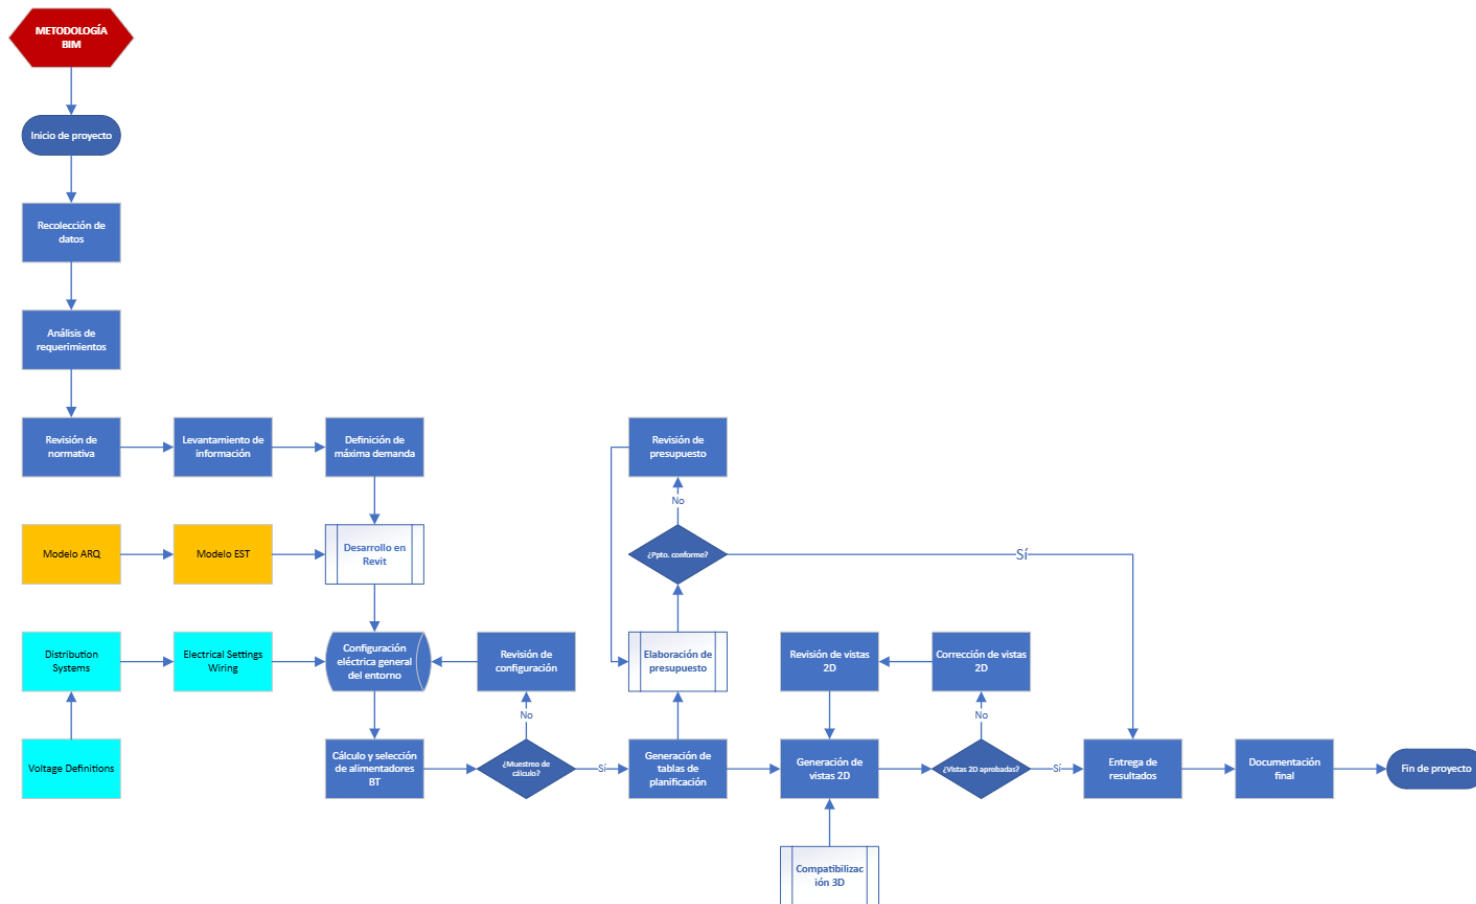 METODOLOGÍA
BIM
Inicio de proyecto
Recolección de
datos
Análisis de
requerimientos
Revisión de
normativa
Levantamiento de
información
Definición de
máxima demanda
Revisión de
presupuesto
No
Modelo ARQ
Modelo EST
Desarrollo en
Revit
¿Ppto. conforme?
Sí
Distribution
Systems
Electrical Settings
Wiring
Configuración
eléctrica general
del entorno
Revisión de
configuración
Elaboración de
presupuesto
Revisión de vistas
2D
Corrección de vistas
2D
No
No
Voltage Definitions
Cálculo y selección
de alimentadores
BT
¿Muestreo de
cálculo?
Sí
Generación de
tablas de
planificación
Generación de
vistas 2D
¿Vistas 2D aprobadas?
Sí
Entrega de
resultados
Documentación
final
Fin de proyecto
Compatibilizac
ión 3D